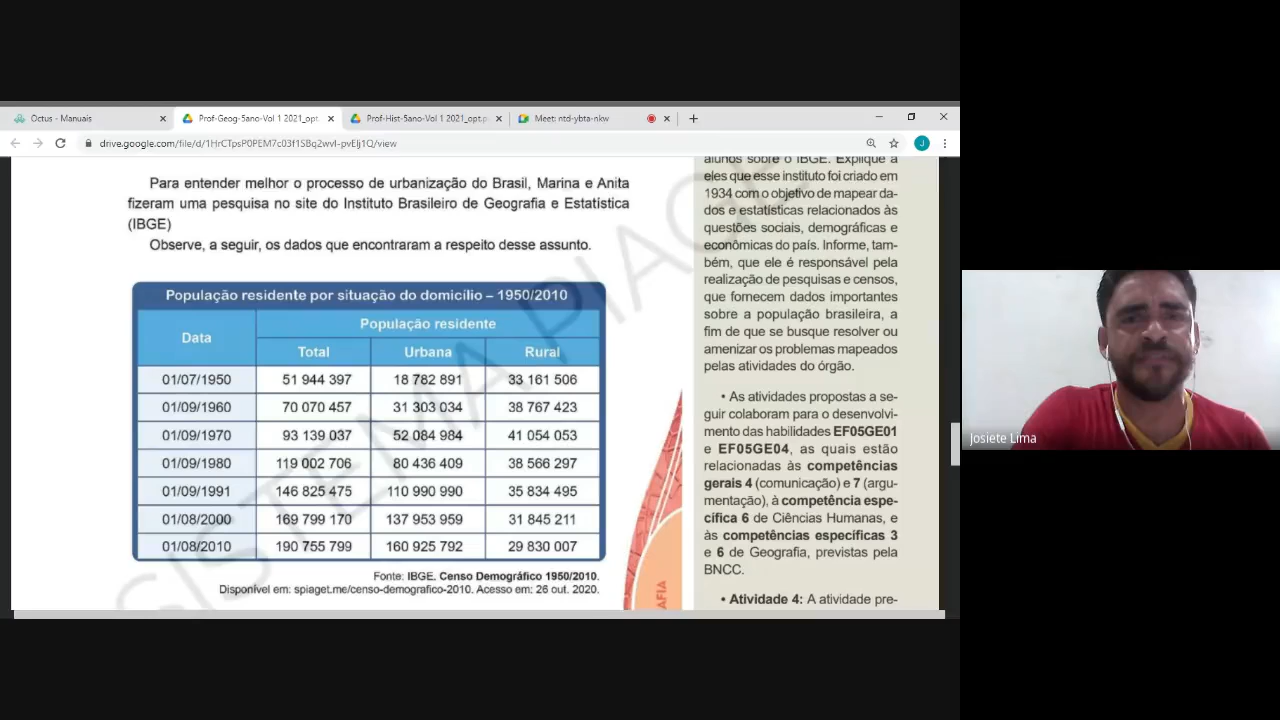 Octus - Manuais
Prof-Geog-5ano-Vol 1 2021_opt.
Prof-Hist-5ano-Vol 1 2021_opt.p
Meet: ntd-ybta-nkw
drive.google.com/file/d/1HrCTpsP0PEM7c03f1SBq2wvI-pvEIj1Q/view
J
Para entender melhor o processo de urbanização do Brasil, Marina e Anita
fizeram uma pesquisa no site do Instituto Brasileiro de Geografia e Estatística
(IBGE)
Observe, a seguir, os dados que encontraram a respeito desse assunto.
População residente por situação do domicílio – 1950/2010
Data
População residente
Total Urbana Rural
01/07/1950 51 944 397 18 782 891 33 161 506
01/09/1960 70 070 457 31 303 034 38 767 423
01/09/1970 93 139 037 52 084 984 41 054 053
01/09/1980 119 002 706 80 436 409 38 566 297
01/09/1991 146 825 475 110 990 990 35 834 495
01/08/2000 169 799 170 137 953 959 31 845 211
01/08/2010 190 755 799 160 925 792 29 830 007
Fonte: IBGE. Censo Demográfico 1950/2010.
Disponível em: spiaget.me/censo-demografico-2010. Acesso em: 26 out. 2020.
SISTEMA PIAGE
AFIA
alunos sobre o IBGE. Explique a
eles que esse instituto foi criado em
1934 com o objetivo de mapear da-
dos e estatísticas relacionados às
questões sociais, demográficas e
econômicas do país. Informe, tam-
bém, que ele é responsável pela
realização de pesquisas e censos,
que fornecem dados importantes
sobre a população brasileira, a
fim de que se busque resolver ou
amenizar os problemas mapeados
pelas atividades do órgão.
• As atividades propostas a se-
guir colaboram para o desenvolvi-
mento das habilidades EF05GE01
e EF05GE04, as quais estão
relacionadas às competências
gerais 4 (comunicação) e 7 (argu-
mentação), à competência espe-
cífica 6 de Ciências Humanas, e
às competências específicas 3
e 6 de Geografia, previstas pela
BNCC.
• Atividade 4: A atividade pre-
Josiete Lima